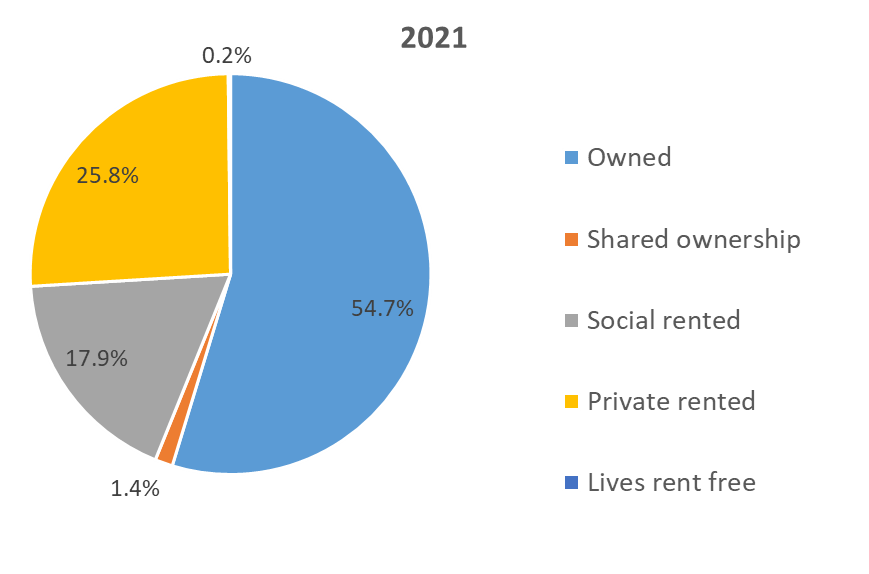 2021
0.2%
25.8%
54.7%
17.9%
1.4%
Owned
Shared ownership
Social rented
Private rented
Lives rent free